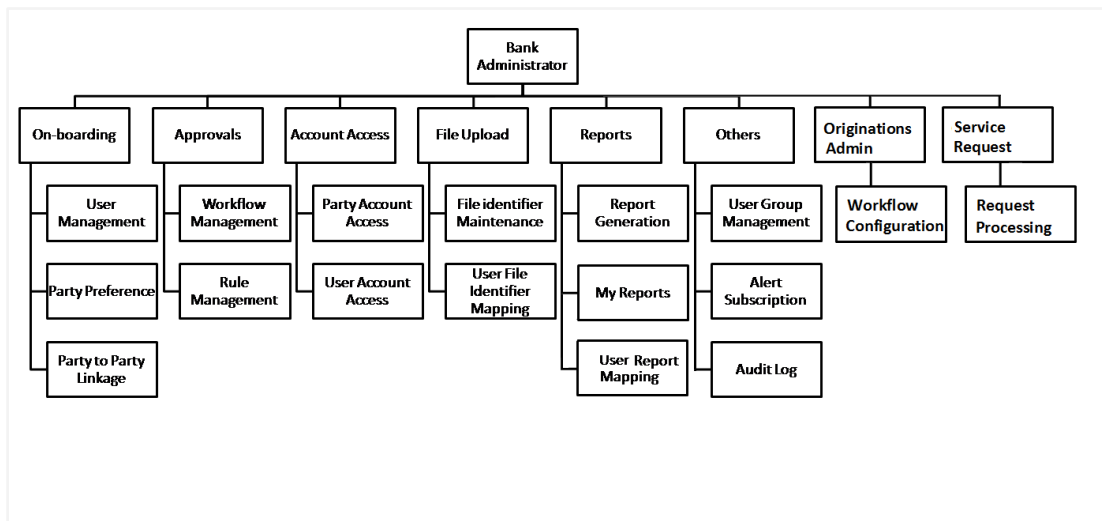 Bank
Administrator
On-boarding
Approvals
Account Access
File Upload
Reports
Others
Originations
Admin
Service
Request
User
Management
Workflow
Management
Party Account
Access
File identifier
Maintenance
Report
Generation
User Group
Management
Workflow
Configuration
Request
Processing
Party Preference
Rule
Management
User Account
Access
User File
Identifier
Mapping
My Reports
Alert
Subscription
Party to Party
Linkage
User Report
Mapping
Audit Log